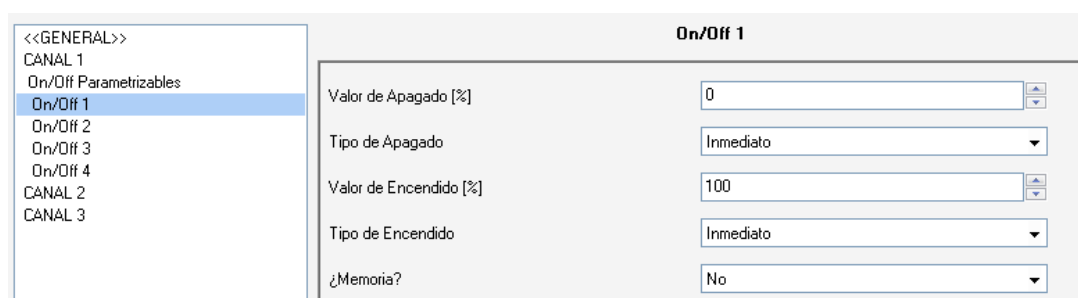 <<GENERAL>>
CANAL 1
On/Off Parametrizables
On/Off 1
On/Off 2
On/Off 3
On/Off 4
CANAL 2
CANAL 3
On/Off 1
Valor de Apagado [%]
0
Tipo de Apagado
Inmediato
Valor de Encendido [%]
100
Tipo de Encendido
Inmediato
¿Memoria?
No